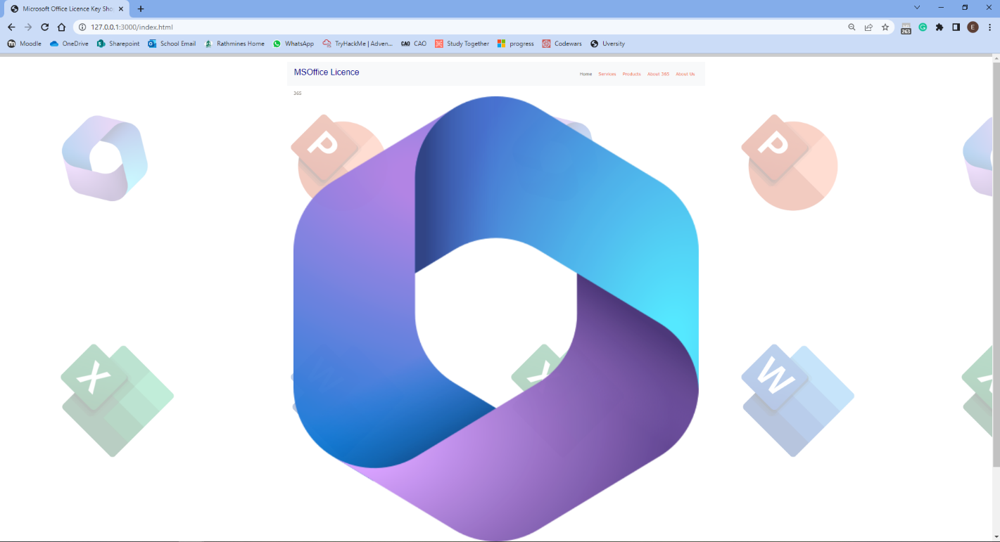 Microsoft Office Licence Key Sho
127.0.0.1:3000/index.html
263
E
Moodle OneDrive Sharepoint School Email Rathmines Home WhatsApp TryHackMe | Adven... CAO CAO Study Together progress Codewars Uversity
MSOffice Licence
Home Services Products About 365 About Us
365
P
P
X
W
X
W